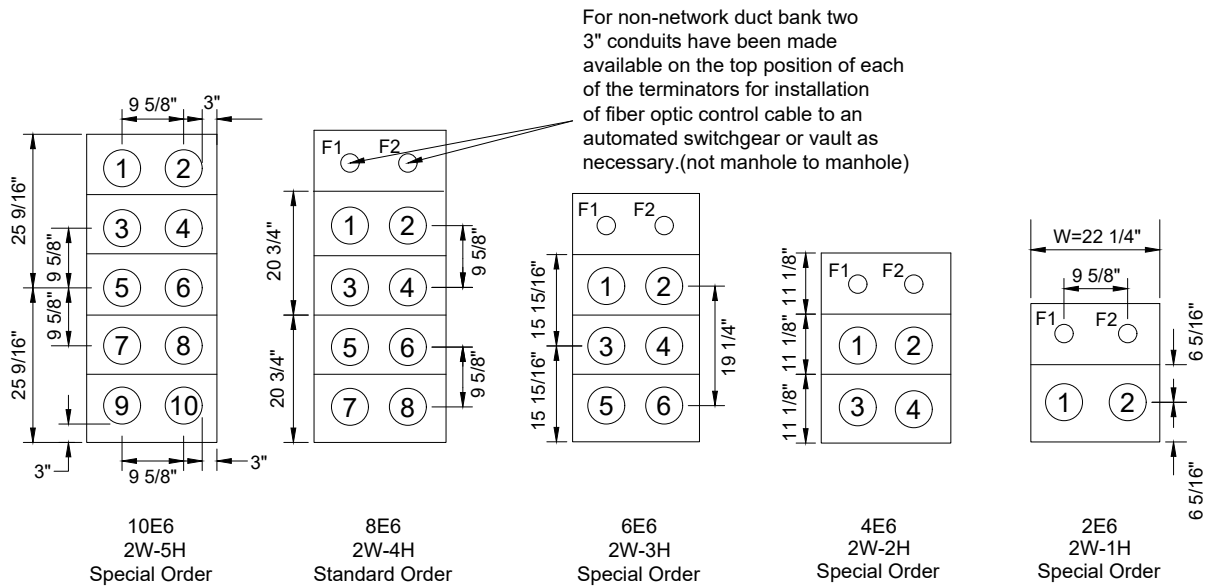 For non-network duct bank two
3" conduits have been made
available on the top position of each
of the terminators for installation
of fiber optic control cable to an
automated switchgear or vault as
necessary.(not manhole to manhole)
9 5/8"
3"
1
2
3
4
5
6
7
8
9
10
25 9/16"
25 9/16"
9 5/8"
9 5/8"
3"
9 5/8"
3"
10E6
2W-5H
Special Order
F1
F2
1
2
3
4
5
6
7
8
20 3/4"
20 3/4"
9 5/8"
9 5/8"
8E6
2W-4H
Standard Order
F1
F2
1
2
3
4
5
6
15 15/16"
15 15/16"
19 1/4"
6E6
2W-3H
Special Order
F1
F2
1
2
3
4
11 1/8"
11 1/8"
11 1/8"
4E6
2W-2H
Special Order
W=22 1/4"
9 5/8"
F1
F2
1
2
6 5/16"
6 5/16"
2E6
2W-1H
Special Order